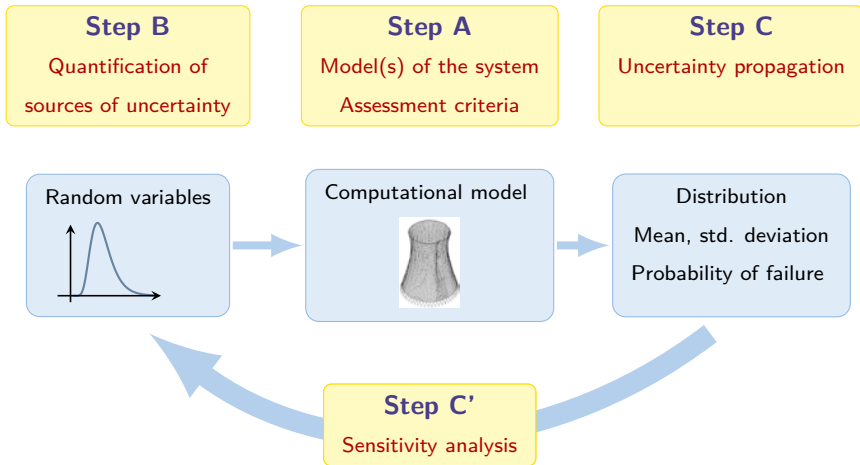 Step B
Quantification of
sources of uncertainty
Step A
Model(s) of the system
Assessment criteria
Step C
Uncertainty propagation
Random variables
Computational model
Distribution
Mean, std. deviation
Probability of failure
Step C'
Sensitivity analysis